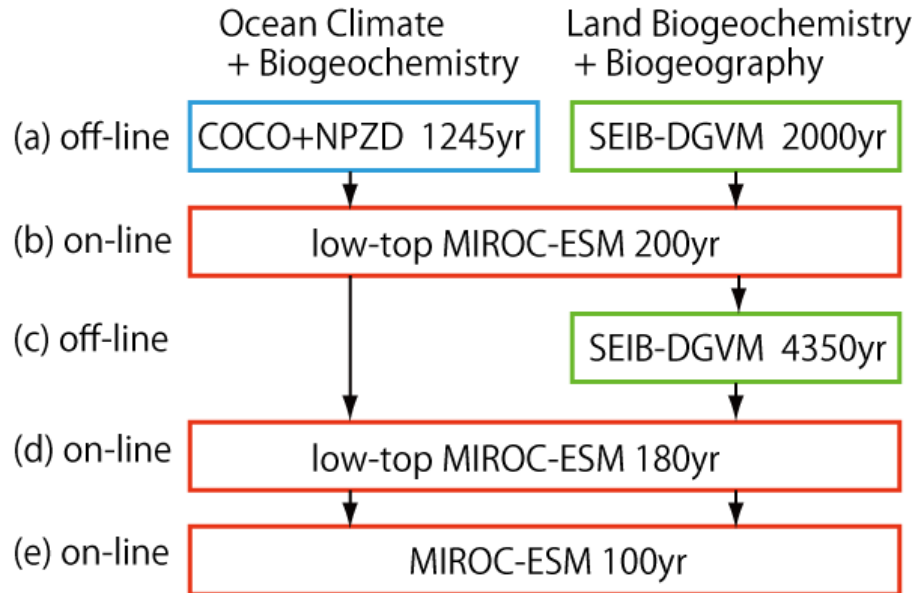 Ocean Climate
+ Biogeochemistry
Land Biogeochemistry
+ Biogeography
(a) off-line
COCO+NPZD 1245yr
SEIB-DGVM 2000yr
(b) on-line
low-top MIROC-ESM 200yr
(c) off-line
SEIB-DGVM 4350yr
(d) on-line
low-top MIROC-ESM 180yr
(e) on-line
MIROC-ESM 100yr